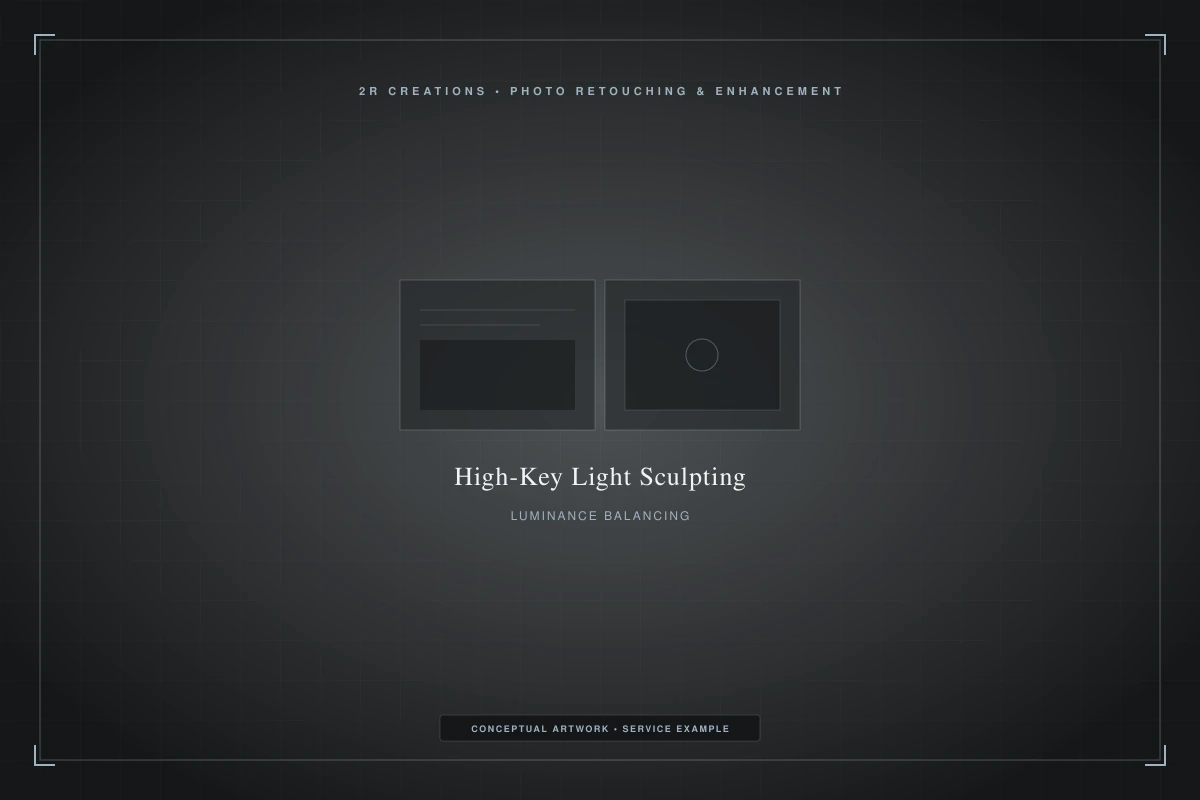 2R CREATIONS • PHOTO RETOUCHING & ENHANCEMENT
High-Key Light Sculpting
LUMINANCE BALANCING
CONCEPTUAL ARTWORK • SERVICE EXAMPLE